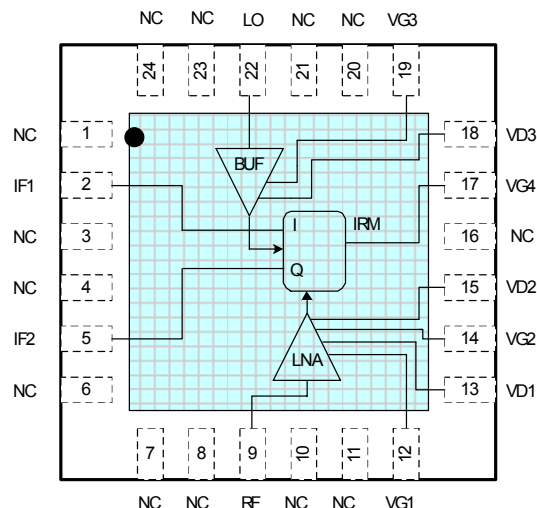 NC NC LO NC NC VG3
24 23 22 21 20 19
NC 1 18 VD3
BUF
IF1 2 17 VG4
I IRM
NC 3 16 NC
Q
NC 4 15 VD2
IF2 5 14 VG2
LNA
NC 6 13 VD1
7 8 9 10 11 12
NC NC RF NC NC VG1